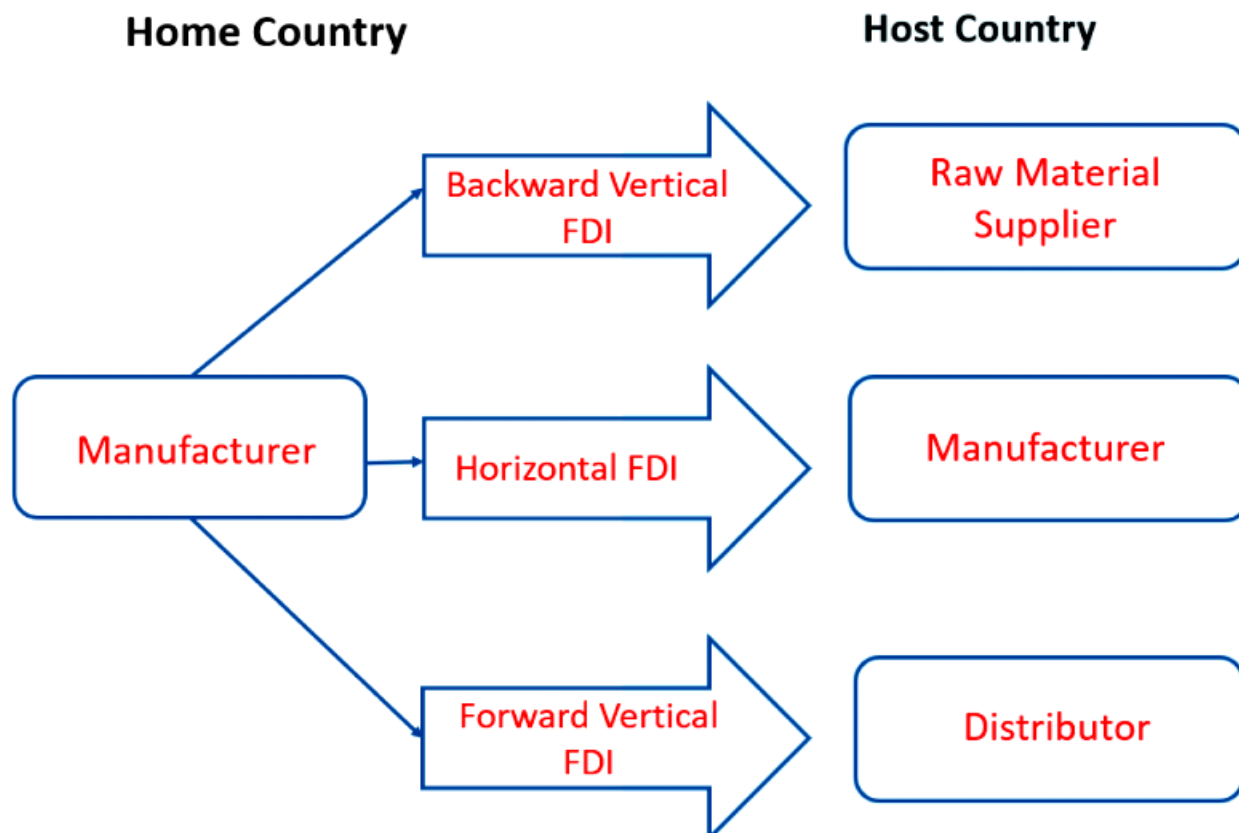 Home Country
Host Country
Backward Vertical
FDI
Raw Material
Supplier
Manufacturer
Horizontal FDI
Manufacturer
Forward Vertical
FDI
Distributor